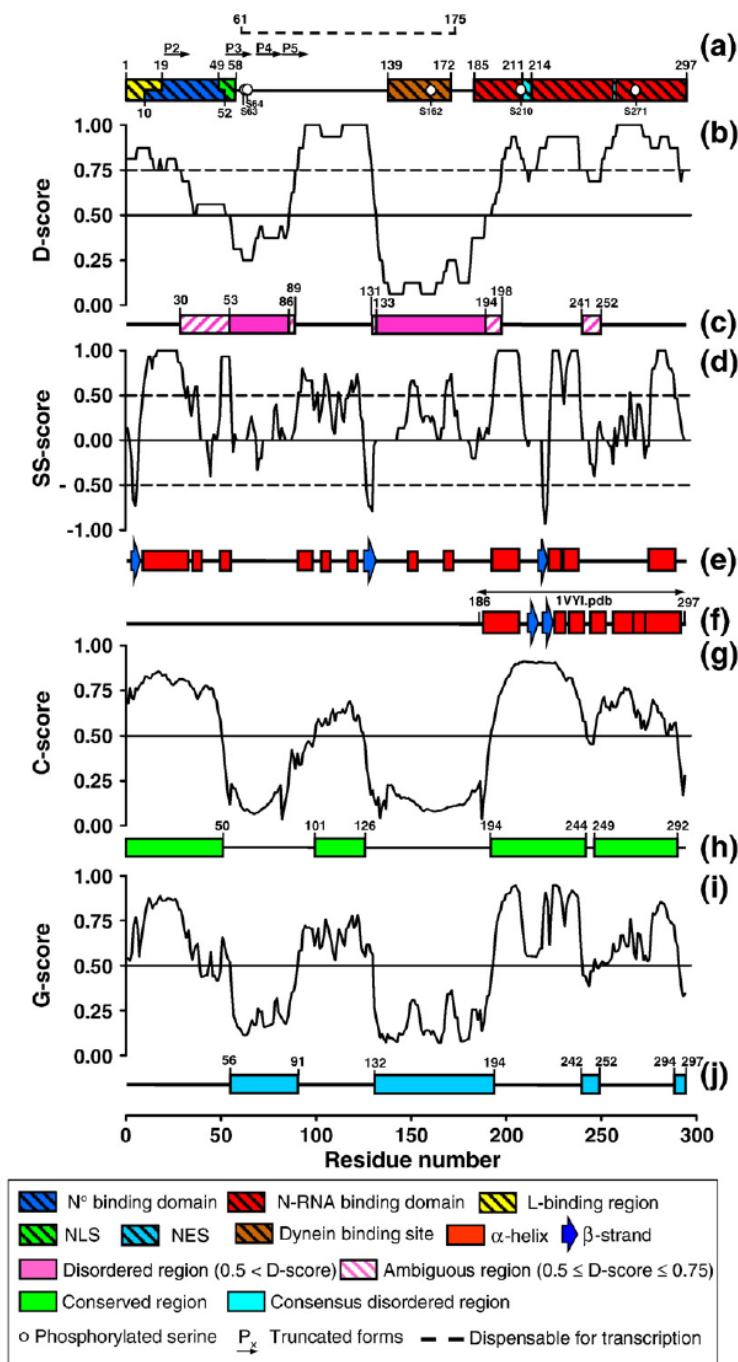 61 175
P2 P3 P4 P5 (a)
1 19 49 58 139 172 185 211 214 297
10 52 S63 S64 S162 S210 S271
(b)
D-score
1.00
0.75
0.50
0.25
0.00
30 53 86 89 131 133 194 198 241 252
(c)
(d)
SS-score
1.00
0.50
0.00
- 0.50
-1.00
(e)
186 1VYI.pdb 297
(f)
(g)
C-score
1.00
0.75
0.50
0.25
0.00
50 101 126 194 244 249 292
(h)
(i)
G-score
1.00
0.75
0.50
0.25
0.00
56 91 132 194 242 252 294 297
(j)
0 50 100 150 200 250 300
Residue number
N° binding domain N-RNA binding domain L-binding region
NLS NES Dynein binding site α-helix β-strand
Disordered region (0.5 < D-score) Ambiguous region (0.5 ≤ D-score ≤ 0.75)
Conserved region Consensus disordered region
Phosphorylated serine Px Truncated forms Dispensable for transcription